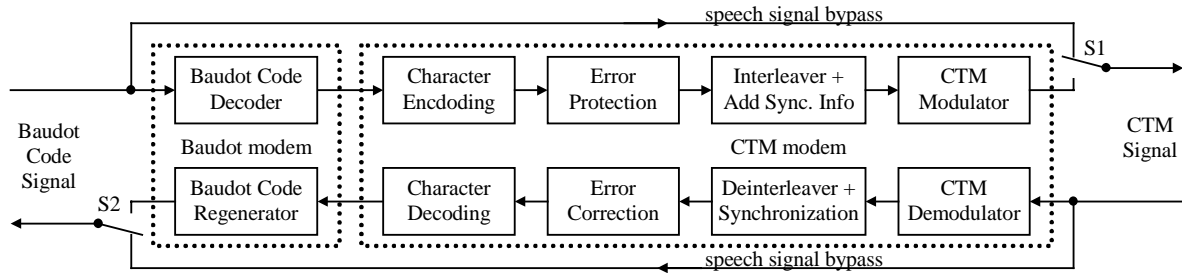 speech signal bypass
S1
Baudot Code
Decoder
Character
Encdoding
Error
Protection
Interleaver +
Add Sync. Info
CTM
Modulator
Baudot
Code
Signal
Baudot modem
CTM modem
CTM
Signal
S2
Baudot Code
Regenerator
Character
Decoding
Error
Correction
Deinterleaver +
Synchronization
CTM
Demodulator
speech signal bypass